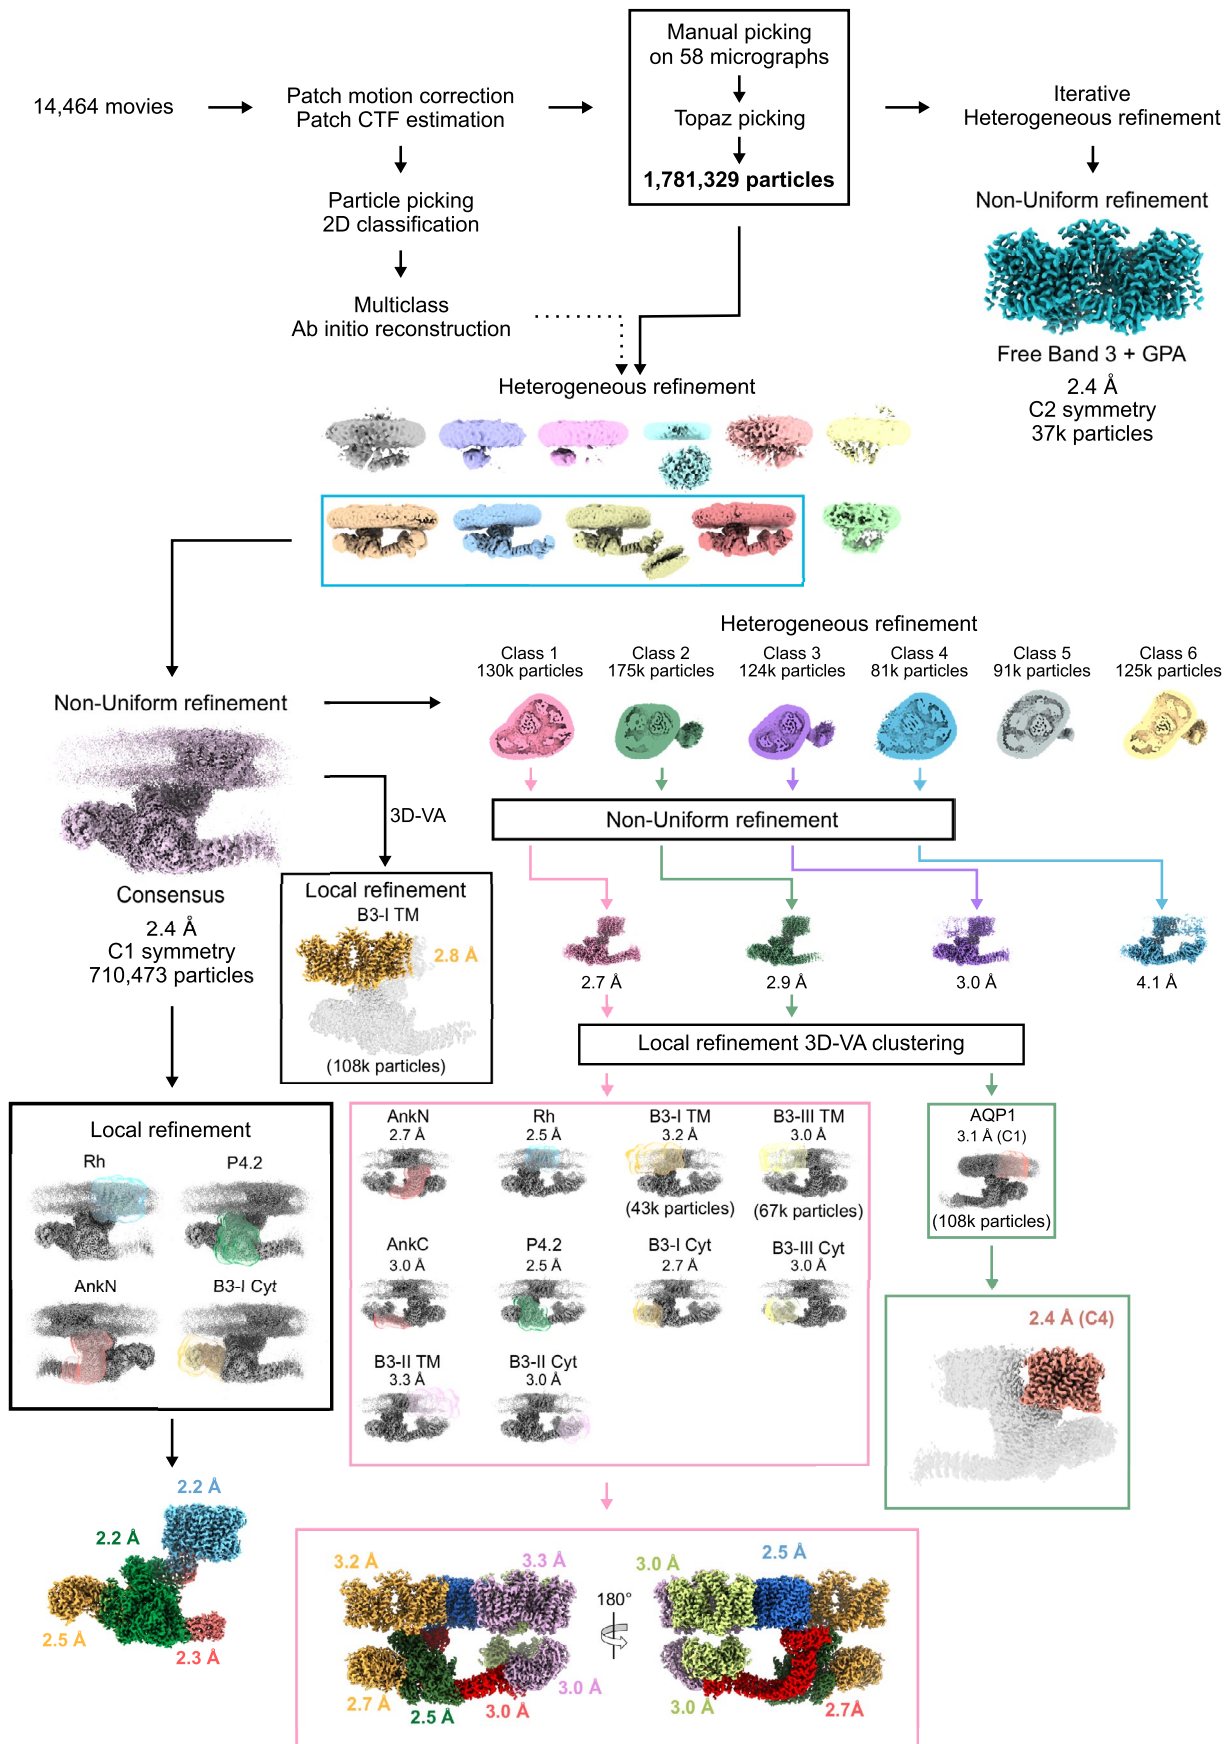 14,464 movies
Patch motion correction
Patch CTF estimation
Particle picking
2D classification
Multiclass
Ab initio reconstruction
Manual picking
on 58 micrographs
Topaz picking
1,781,329 particles
Iterative
Heterogeneous refinement
Non-Uniform refinement
Free Band 3 + GPA
2.4 Å
C2 symmetry
37k particles
Heterogeneous refinement
Heterogeneous refinement
Class 1
130k particles
Class 2
175k particles
Class 3
124k particles
Class 4
81k particles
Class 5
91k particles
Class 6
125k particles
Non-Uniform refinement
Consensus
2.4 Å
C1 symmetry
710,473 particles
3D-VA
Local refinement
B3-I TM
2.8 Å
(108k particles)
Non-Uniform refinement
2.7 Å
2.9 Å
3.0 Å
4.1 Å
Local refinement 3D-VA clustering
Local refinement
Rh
P4.2
AnkN
B3-I Cyt
2.2 Å
2.2 Å
2.5 Å
2.3 Å
AnkN
2.7 Å
Rh
2.5 Å
B3-I TM
3.2 Å
(43k particles)
B3-III TM
3.0 Å
(67k particles)
AnkC
3.0 Å
P4.2
2.5 Å
B3-I Cyt
2.7 Å
B3-III Cyt
3.0 Å
B3-II TM
3.3 Å
B3-II Cyt
3.0 Å
AQP1
3.1 Å (C1)
(108k particles)
2.4 Å (C4)
3.2 Å
3.3 Å
2.7 Å
2.5 Å
3.0 Å
3.0 Å
180°
3.0 Å
2.5 Å
3.0 Å
2.7Å